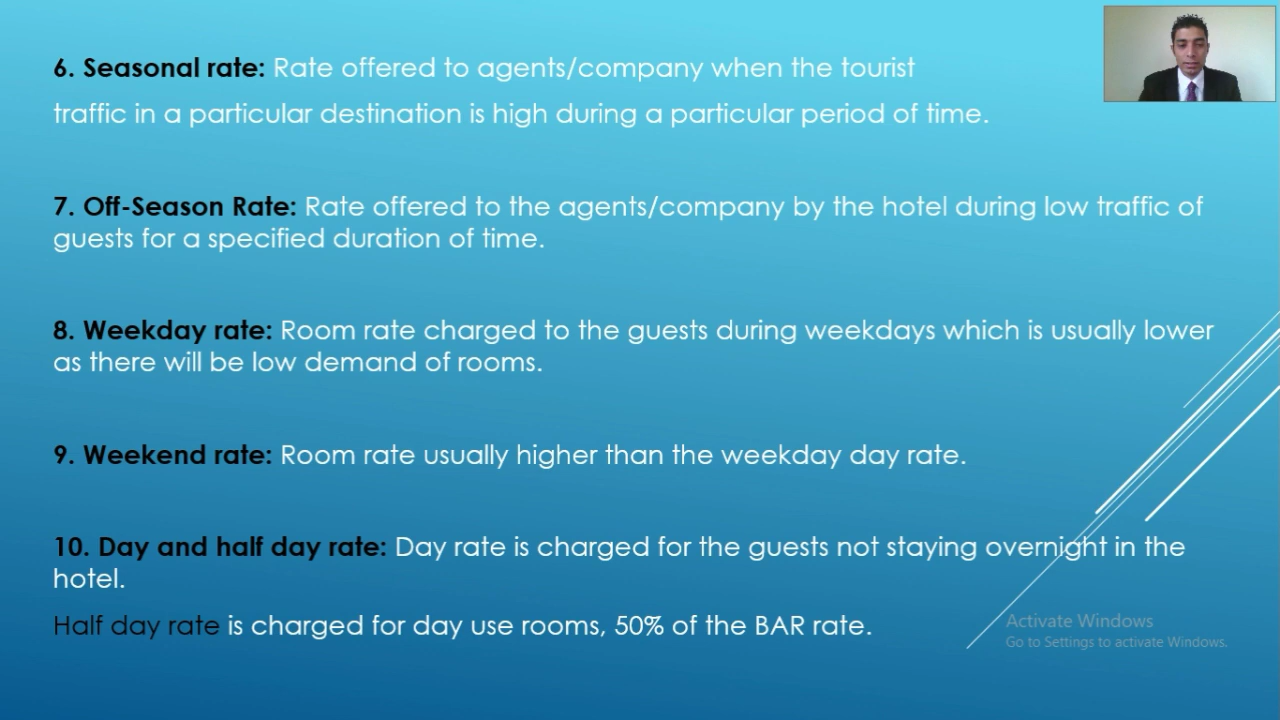 6. Seasonal rate: Rate offered to agents/company when the tourist
traffic in a particular destination is high during a particular period of time.
7. Off-Season Rate: Rate offered to the agents/company by the hotel during low traffic of
guests for a specified duration of time.
8. Weekday rate: Room rate charged to the guests during weekdays which is usually lower
as there will be low demand of rooms.
9. Weekend rate: Room rate usually higher than the weekday day rate.
10. Day and half day rate: Day rate is charged for the guests not staying overnight in the
hotel.
Half day rate is charged for day use rooms, 50% of the BAR rate.
Activate Windows
Go to Settings to activate Windows.